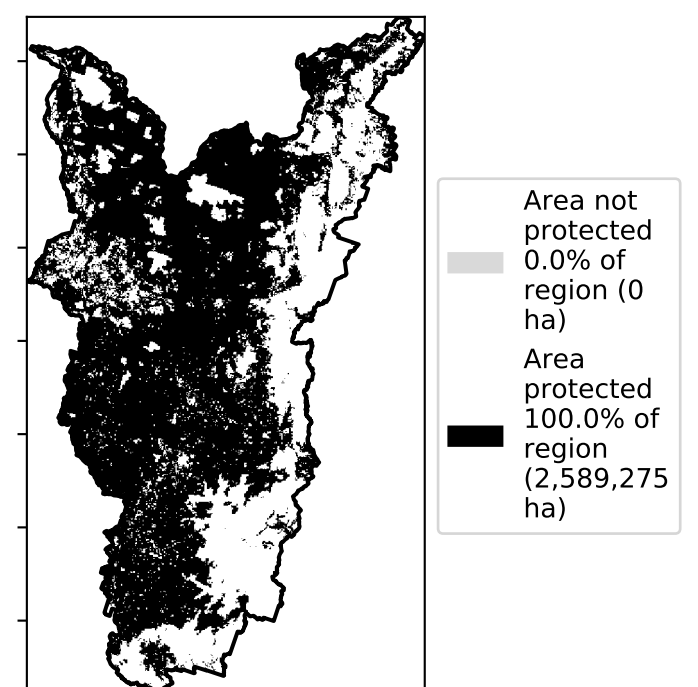 Area not
protected
0.0% of
region (0
ha)
Area
protected
100.0% of
region
(2,589,275
ha)